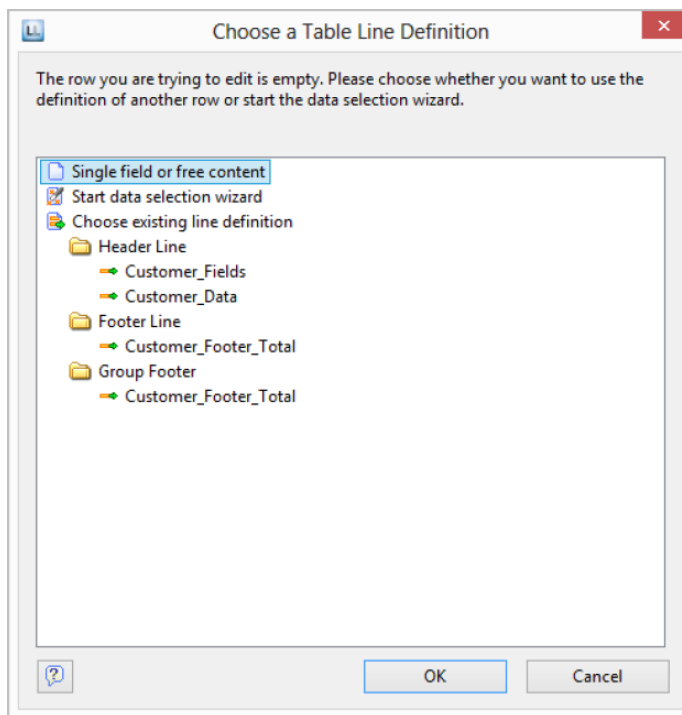 LL
Choose a Table Line Definition
The row you are trying to edit is empty. Please choose whether you want to use the
definition of another row or start the data selection wizard.
Single field or free content
Start data selection wizard
Choose existing line definition
Header Line
Customer_Fields
Customer_Data
Footer Line
Customer_Footer_Total
Group Footer
Customer_Footer_Total
OK
Cancel